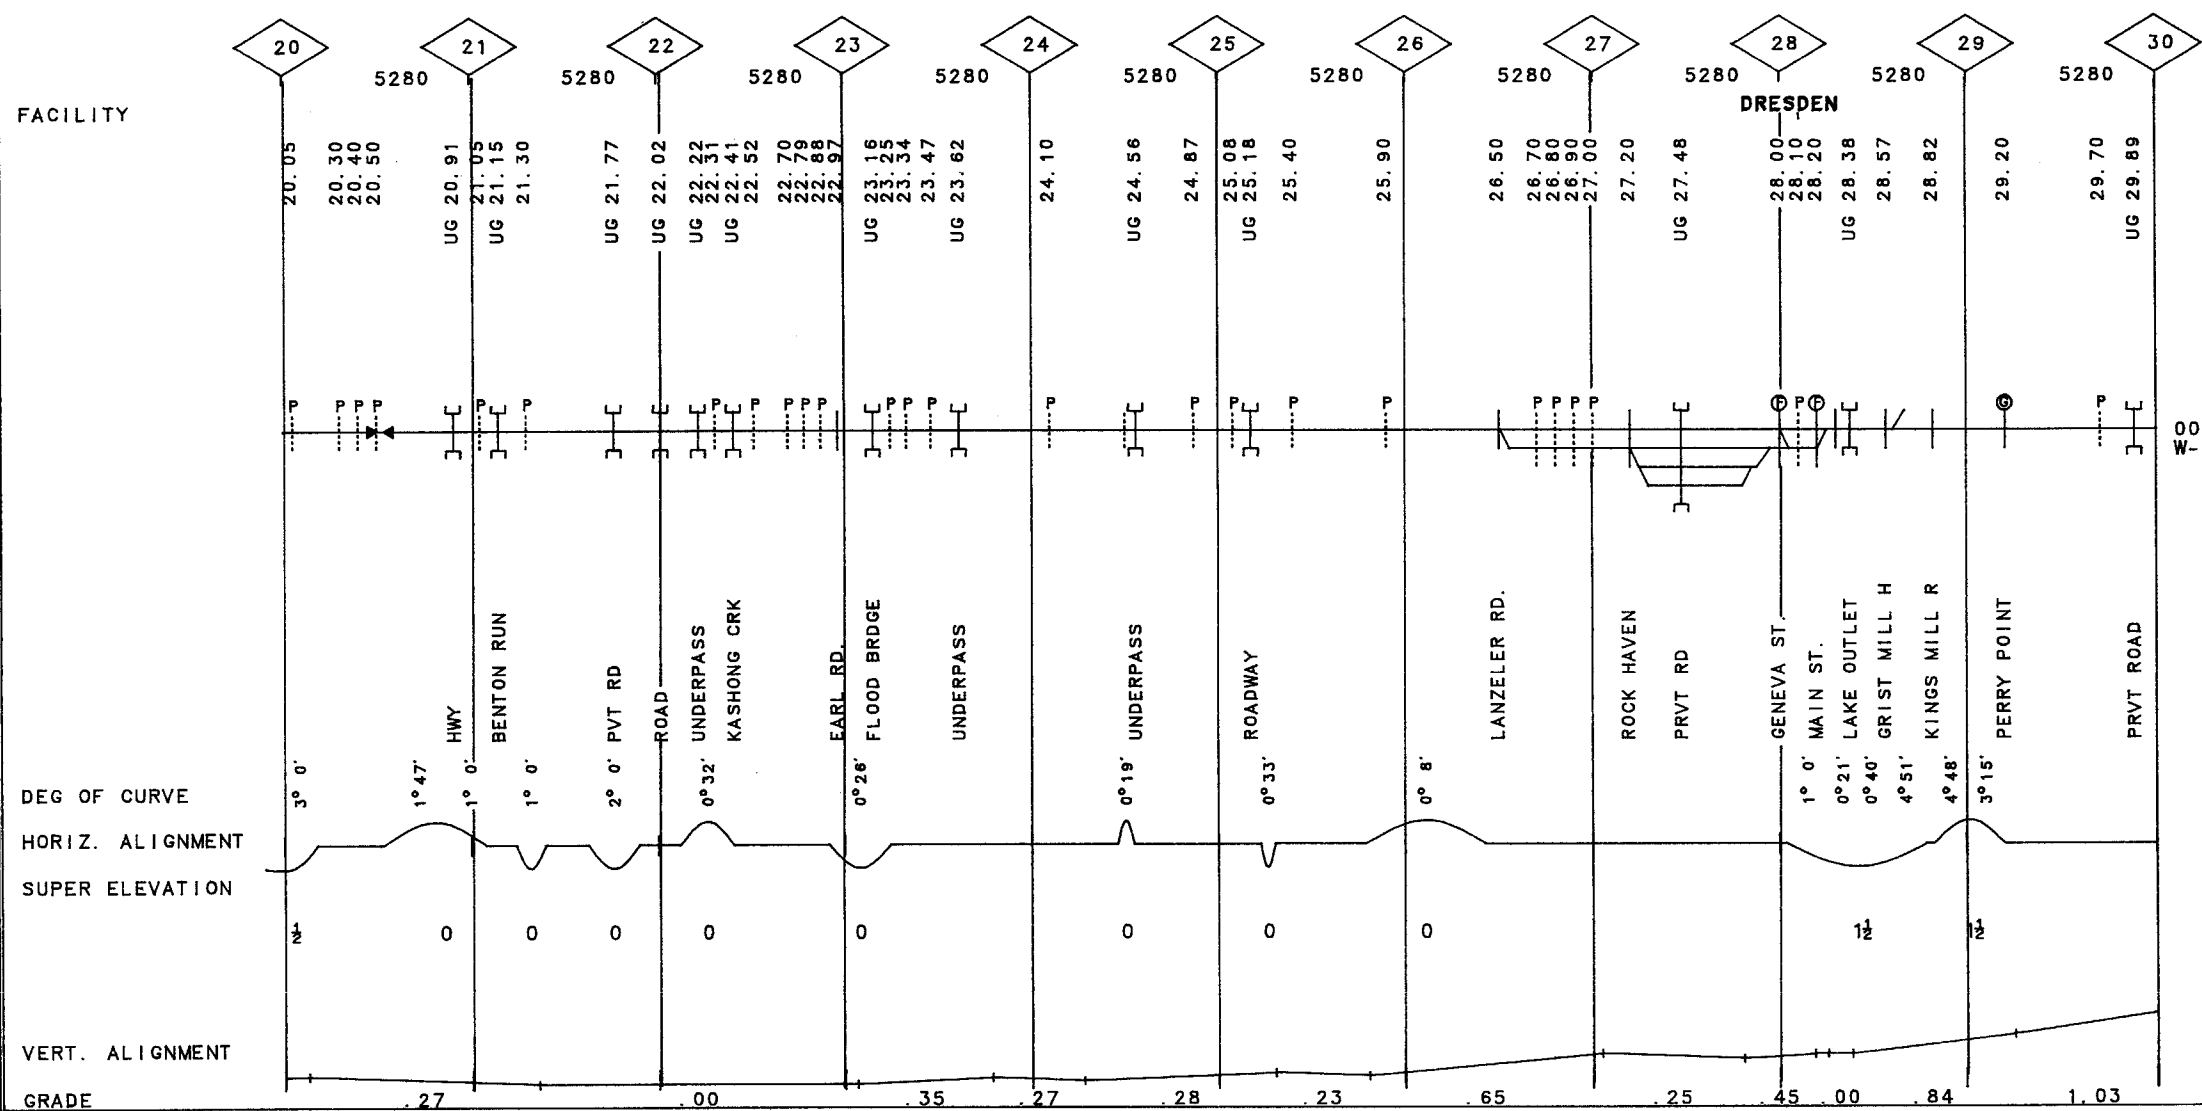 20 21 22 23 24 25 26 27 28 29 30
5280 5280 5280 5280 5280 5280 5280 5280 5280 5280
DRESDEN
FACILITY
20.05
20.30
20.40
20.50
UG 20.91
21.05
UG 21.15
21.30
UG 21.77
UG 22.02
UG 22.22
22.31
UG 22.41
22.52
22.70
22.79
22.88
22.97
UG 23.16
23.25
23.34
23.47
UG 23.62
24.10
UG 24.56
24.87
25.08
UG 25.18
25.40
25.90
26.50
26.70
26.80
26.90
27.00
27.20
UG 27.48
28.00
28.10
28.20
UG 28.38
28.57
28.82
29.20
29.70
UG 29.89
P P P P P P P P P P P P P P P P P P P P P P P P F P F G P
00
W-
HWY
BENTON RUN
PVT RD
ROAD
UNDERPASS
KASHONG CRK
EARL RD.
FLOOD BRDGE
UNDERPASS
UNDERPASS
ROADWAY
LANZELER RD.
ROCK HAVEN
PRVT RD
GENEVA ST.
MAIN ST.
LAKE OUTLET
GRIST MILL H
KINGS MILL R
PERRY POINT
PRVT ROAD
DEG OF CURVE
3° 0'
1° 47'
1° 0'
1° 0'
2° 0'
0° 32'
0° 26'
0° 19'
0° 33'
0° 8'
1° 0'
0° 21'
0° 40'
4° 51'
4° 48'
3° 15'
HORIZ. ALIGNMENT
SUPER ELEVATION
½ 0 0 0 0 0 0 0 0 1½ 1½
VERT. ALIGNMENT
GRADE .27 .00 .35 .27 .28 .23 .65 .25 .45 .00 .84 1.03